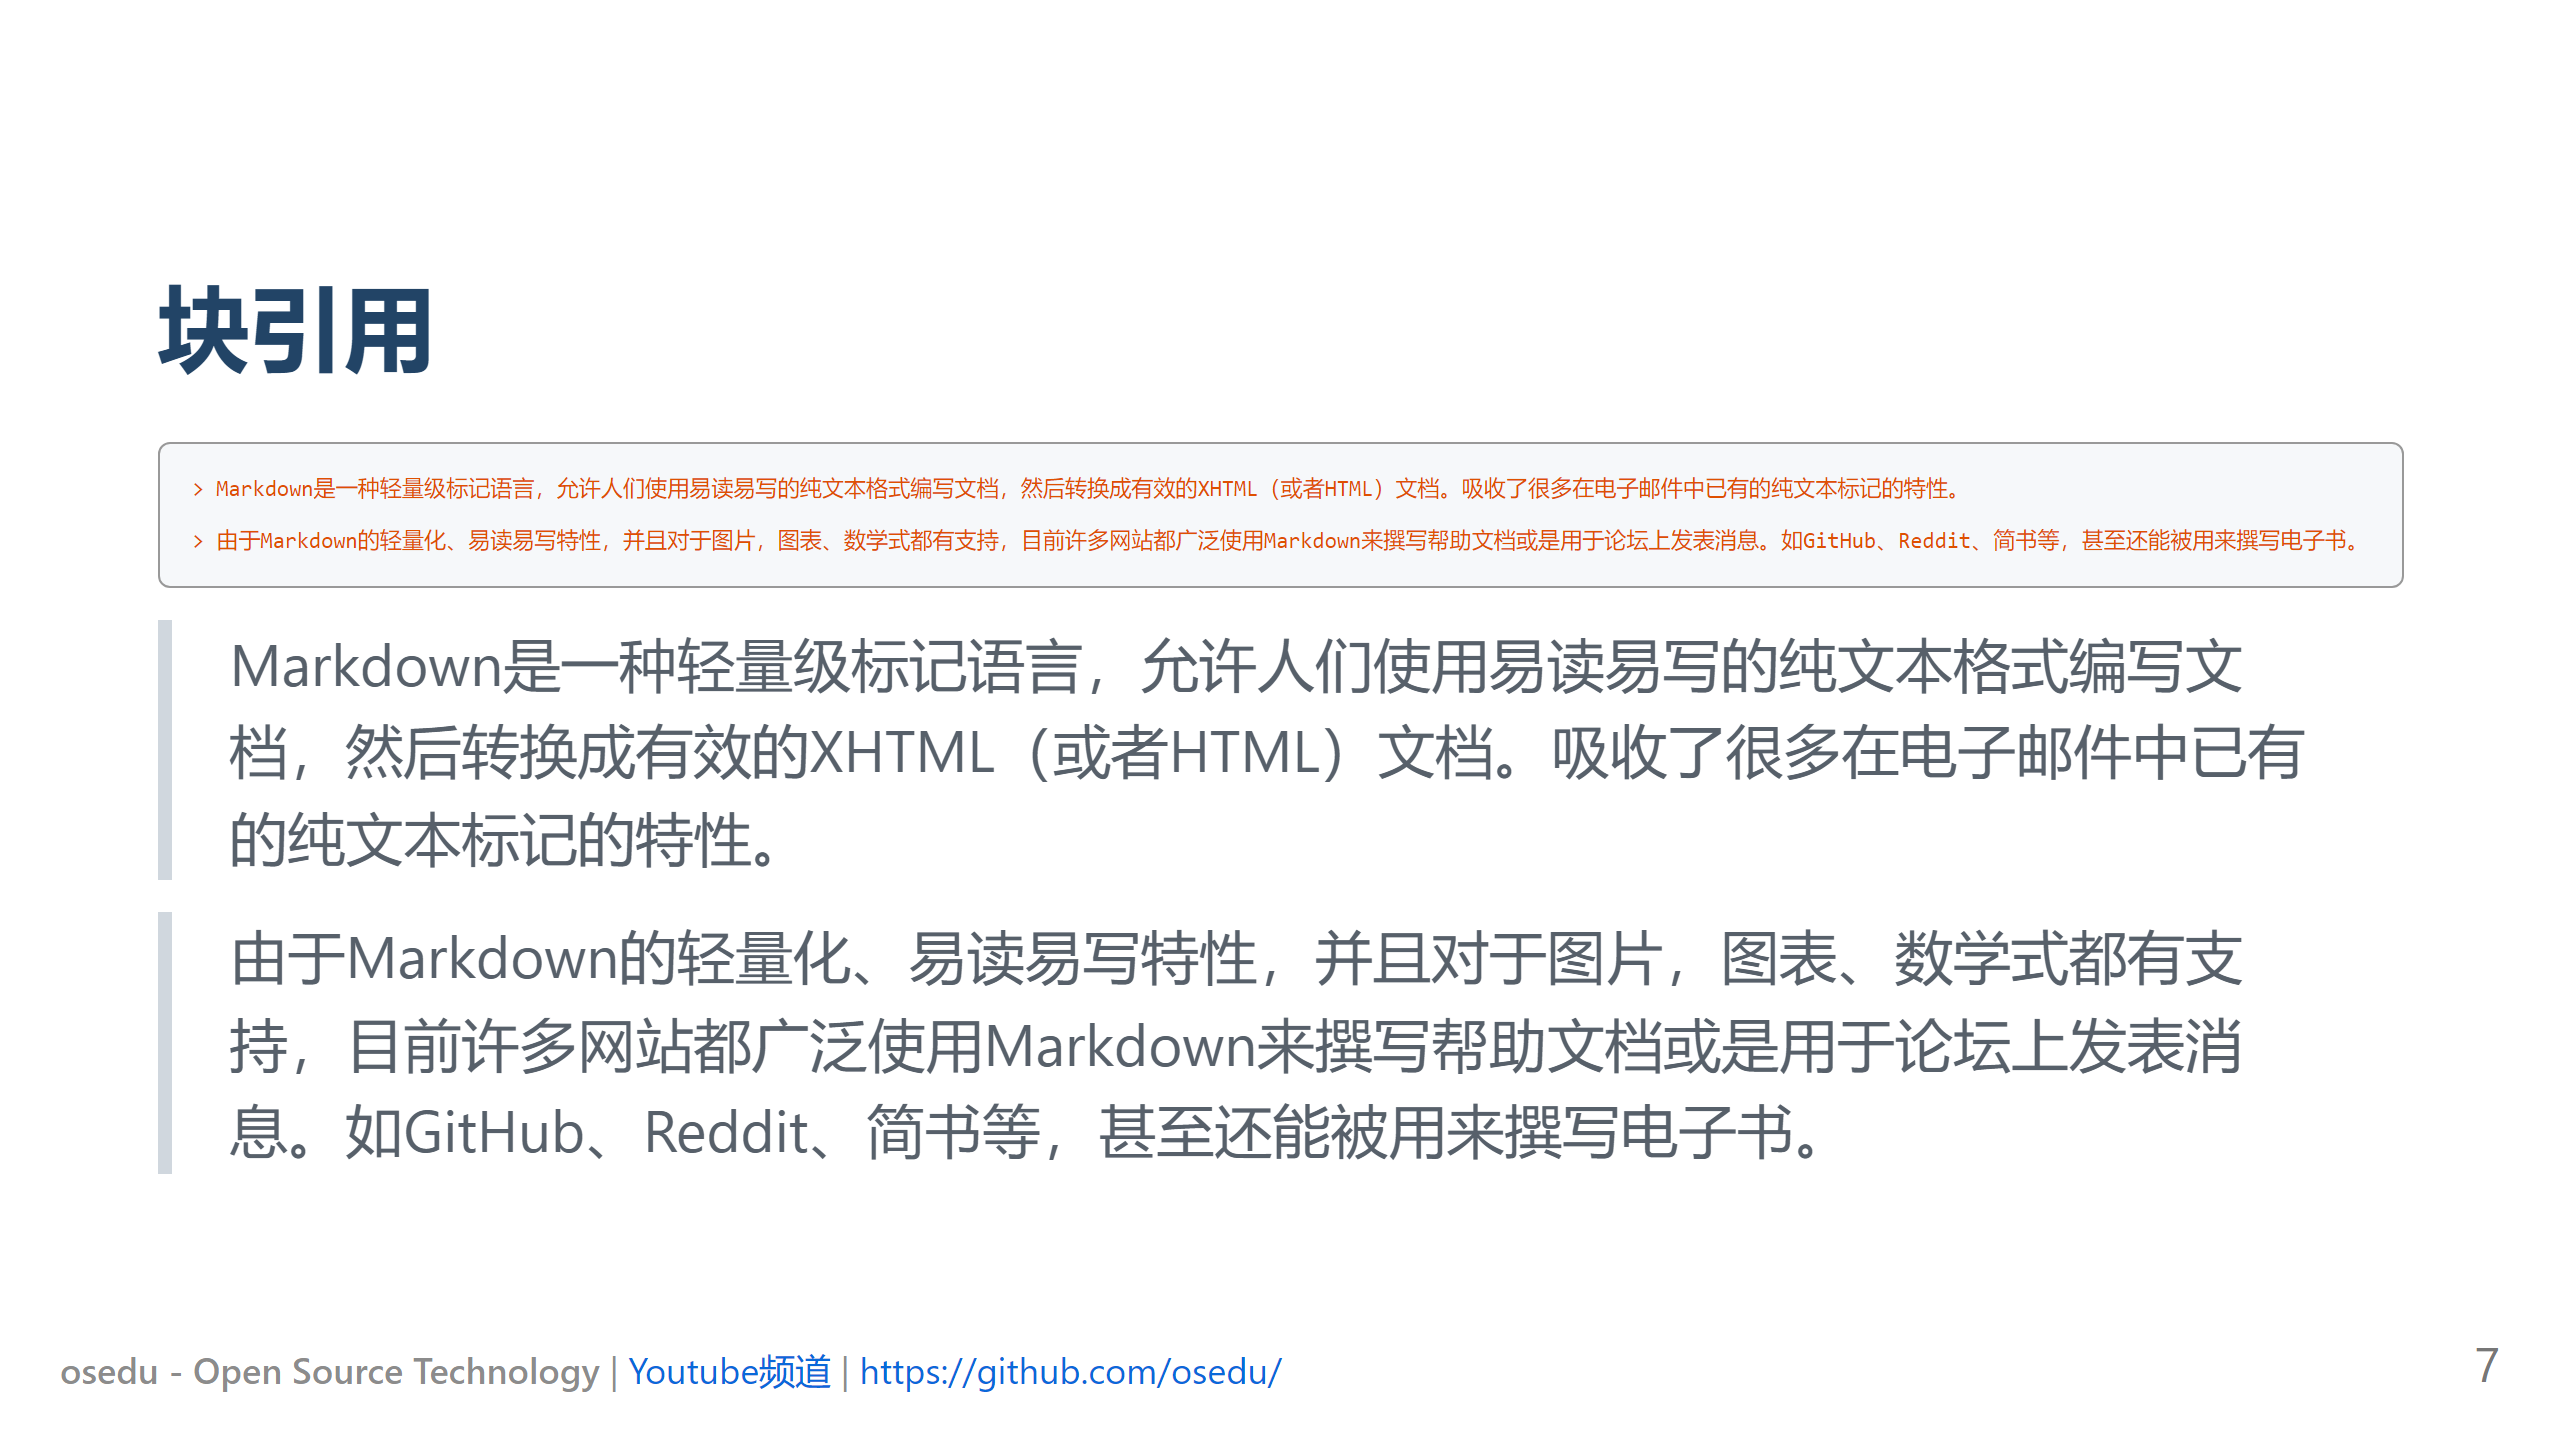 块引用
> Markdown是一种轻量级标记语言，允许人们使用易读易写的纯文本格式编写文档，然后转换成有效的XHTML（或者HTML）文档。吸收了很多在电子邮件中已有的纯文本标记的特性。
> 由于Markdown的轻量化、易读易写特性，并且对于图片，图表、数学式都有支持，目前许多网站都广泛使用Markdown来撰写帮助文档或是用于论坛上发表消息。如GitHub、Reddit、简书等，甚至还能被用来撰写电子书。
Markdown是一种轻量级标记语言，允许人们使用易读易写的纯文本格式编写文
档，然后转换成有效的XHTML（或者HTML）文档。吸收了很多在电子邮件中已有
的纯文本标记的特性。
由于Markdown的轻量化、易读易写特性，并且对于图片，图表、数学式都有支
持，目前许多网站都广泛使用Markdown来撰写帮助文档或是用于论坛上发表消
息。如GitHub、Reddit、简书等，甚至还能被用来撰写电子书。
osedu - Open Source Technology | Youtube频道 | https://github.com/osedu/
7